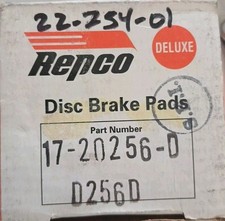 22-254-01
Repco
DELUXE
Disc Brake Pads
Part Number
17-20256-D
D256D